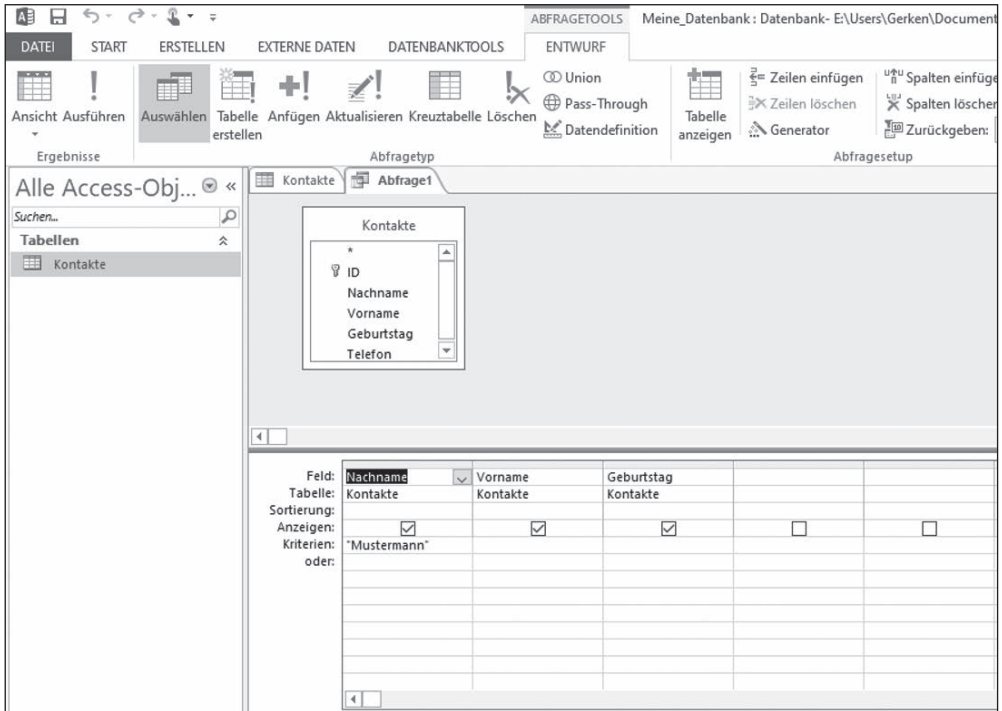 ABFRAGETOOLS
Meine_Datenbank : Datenbank- E:\Users\Gerken\Document
DATEI START ERSTELLEN EXTERNE DATEN DATENBANKTOOLS ENTWURF
Ansicht Ausführen Auswählen Tabelle erstellen Anfügen Aktualisieren Kreuztabelle Löschen
Union
Pass-Through
Datendefinition
Tabelle anzeigen
Zeilen einfügen
Zeilen löschen
Generator
Spalten einfüge
Spalten löscher
Zurückgeben:
Ergebnisse Abfragetyp Abfragesetup
Alle Access-Obj... «
Suchen...
Tabellen
Kontakte
Kontakte Abfrage1
Kontakte
*
ID
Nachname
Vorname
Geburtstag
Telefon
Feld: Nachname Vorname Geburtstag
Tabelle: Kontakte Kontakte Kontakte
Sortierung:
Anzeigen:
Kriterien: "Mustermann"
oder: